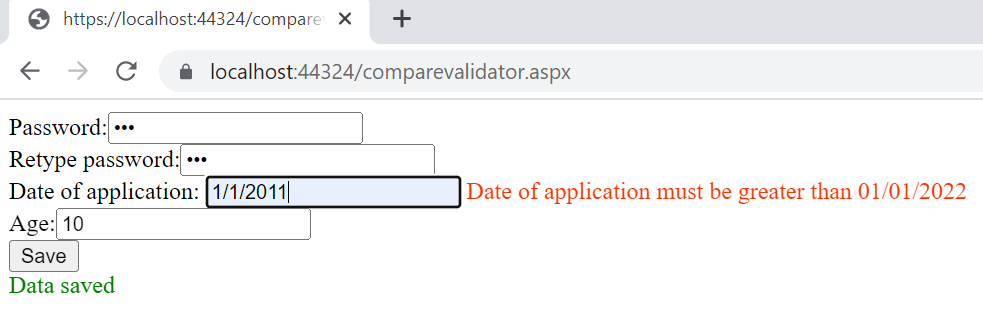 https://localhost:44324/compare
localhost:44324/comparevalidator.aspx
Password: •••
Retype password: •••
Date of application: 1/1/2011 Date of application must be greater than 01/01/2022
Age: 10
Save
Data saved